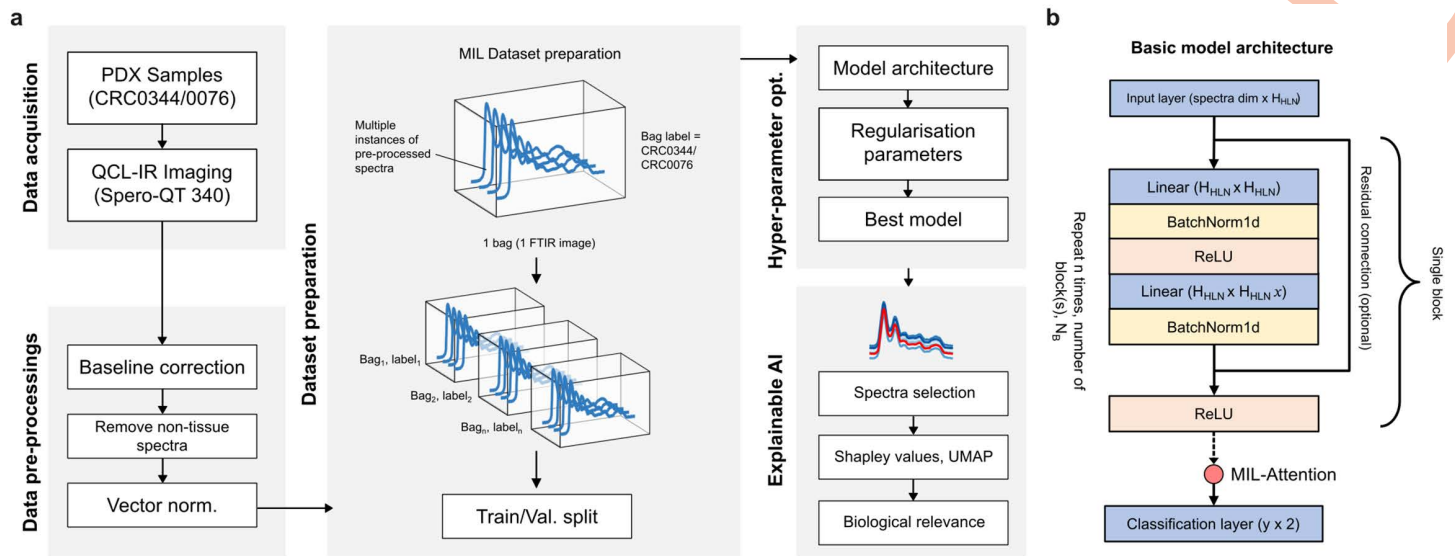 a
Data acquisition
PDX Samples
(CRC0344/0076)
QCL-IR Imaging
(Spero-QT 340)
Data pre-processings
Baseline correction
Remove non-tissue
spectra
Vector norm.
Dataset preparation
MIL Dataset preparation
Multiple
instances of
pre-processed
spectra
Bag label =
CRC0344/
CRC0076
1 bag (1 FTIR image)
Bag1, label1
Bag2, label2
Bagn, labeln
Train/Val. split
Hyper-parameter opt.
Model architecture
Regularisation
parameters
Best model
Explainable AI
Spectra selection
Shapley values, UMAP
Biological relevance
b
Basic model architecture
Input layer (spectra dim x HHLN)
Linear (HHLN x HHLN)
BatchNorm1d
ReLU
Linear (HHLN x HHLN x)
BatchNorm1d
ReLU
Repeat n times, number of
block(s), NB
Residual connection (optional)
Single block
MIL-Attention
Classification layer (y x 2)